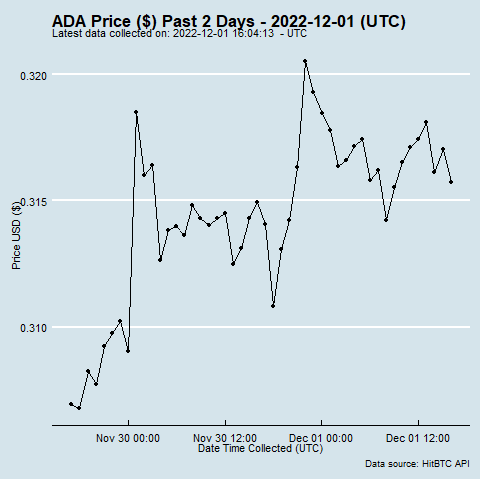 ADA Price ($) Past 2 Days - 2022-12-01 (UTC)
Latest data collected on: 2022-12-01 16:04:13 - UTC
0.320
0.315
0.310
Price USD ($)
Nov 30 00:00 Nov 30 12:00 Dec 01 00:00 Dec 01 12:00
Date Time Collected (UTC)
Data source: HitBTC API